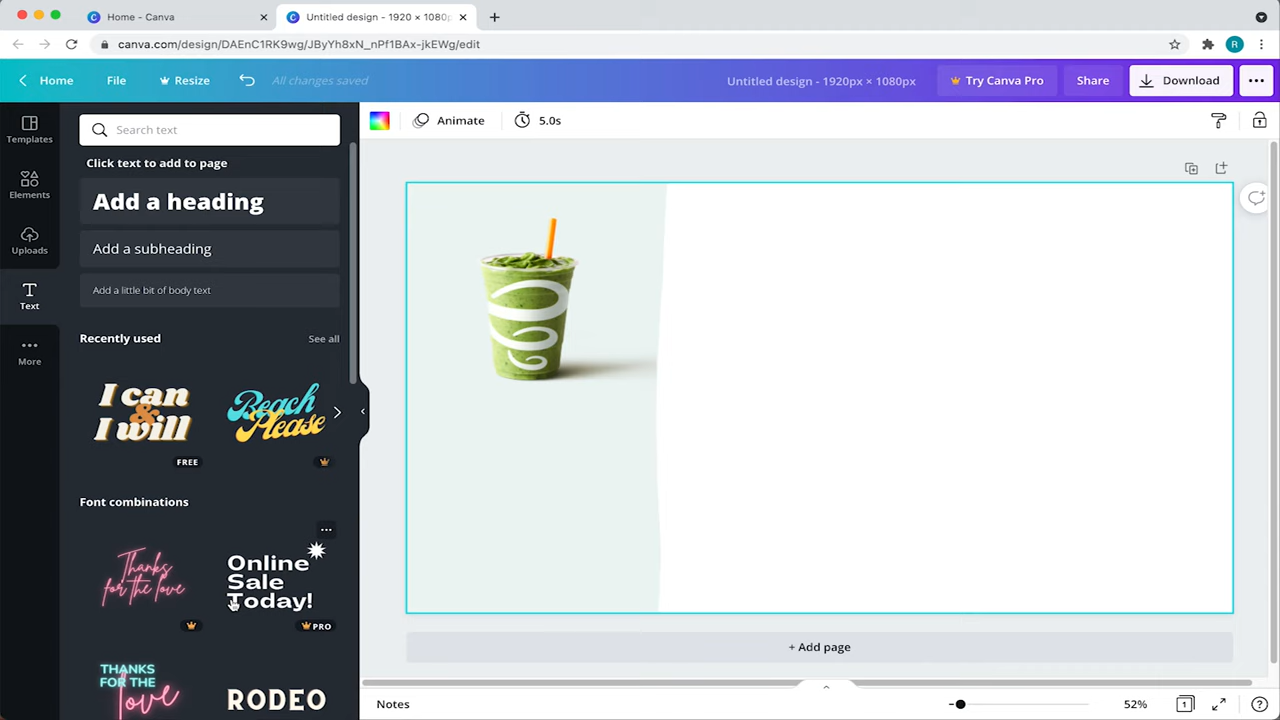 Home - Canva
Untitled design - 1920 × 1080p
canva.com/design/DAEnC1RK9wg/JByYh8xN_nPf1BAx-jkEWg/edit
R
Home
File
Resize
All changes saved
Untitled design - 1920px × 1080px
Try Canva Pro
Share
Download
Templates
Elements
Uploads
Text
More
Search text
Click text to add to page
Add a heading
Add a subheading
Add a little bit of body text
Recently used
See all
I can
&
I will
FREE
Beach
Please
Font combinations
Thanks
for the love
Online
Sale
Today!
PRO
THANKS
FOR THE
love
RODEO
Animate
5.0s
+ Add page
Notes
52%
1